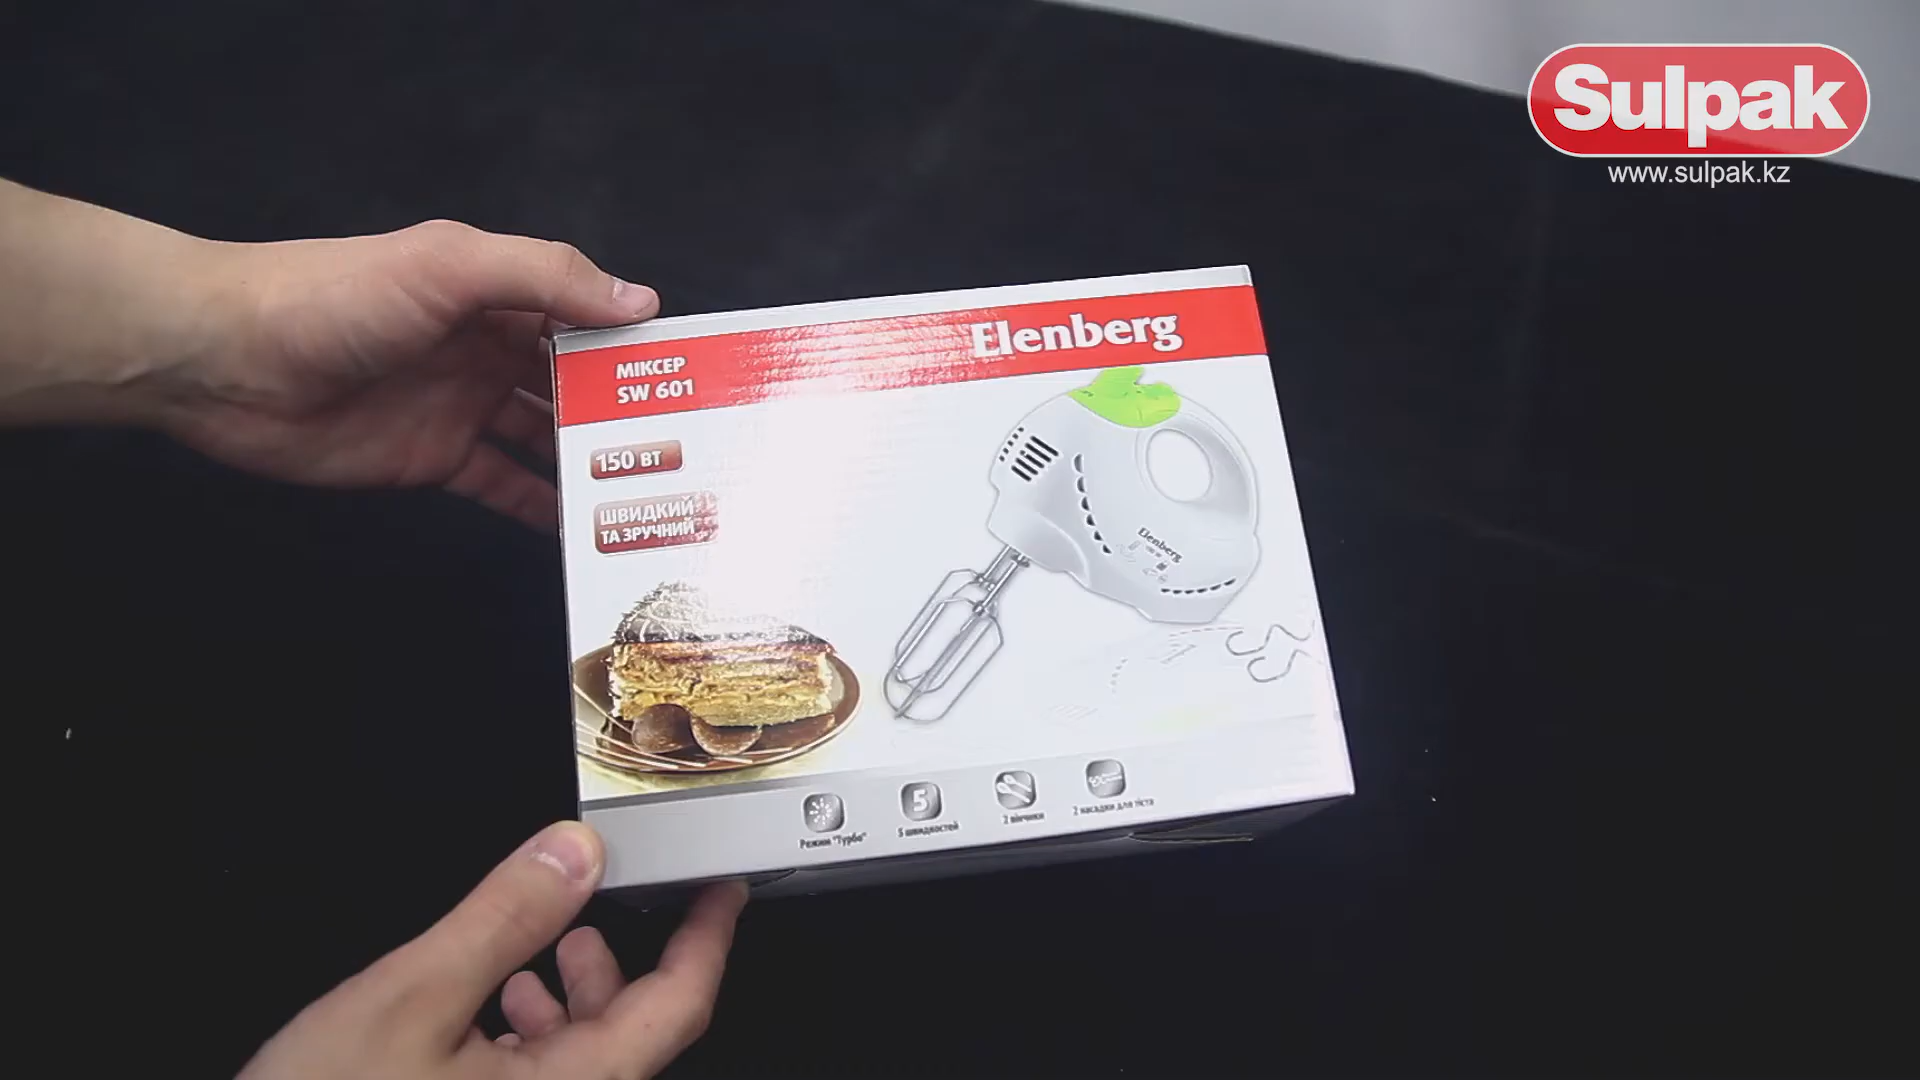 Sulpak
www.sulpak.kz
Elenberg
МІКСЕР
SW 601
150 ВТ
ШВИДКИЙ
ТА ЗРУЧНИЙ
Elenberg
5
Режим "Турбо"
5 швидкостей
2 вінчики
2 насадки для тіста